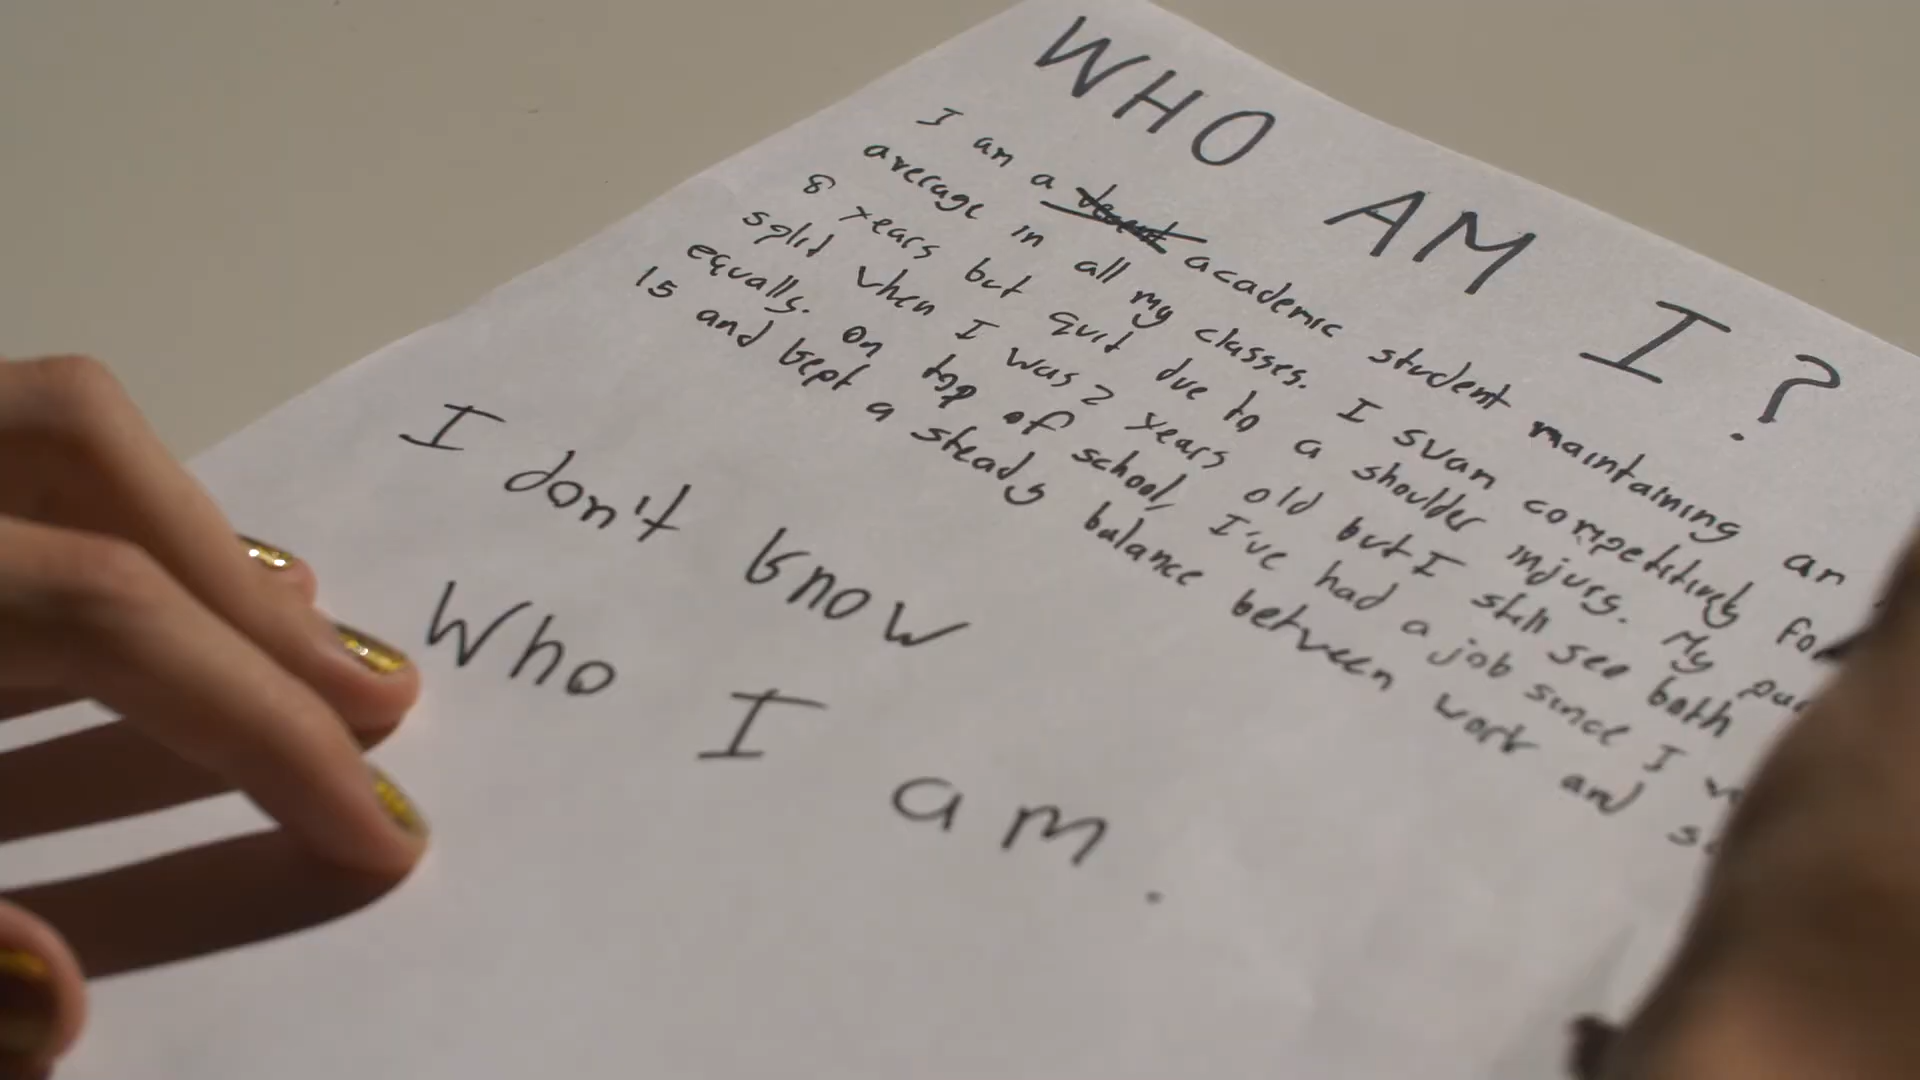 WHO AM I?
I am a academic student maintaining an
average in all my classes. I swam competitively for
8 years but quit due to a shoulder injury. My
split when I was 2 years old but I still see both
equally. On top of school, I've had a job since I
15 and kept a steady balance between work and
I don't know
Who I am.